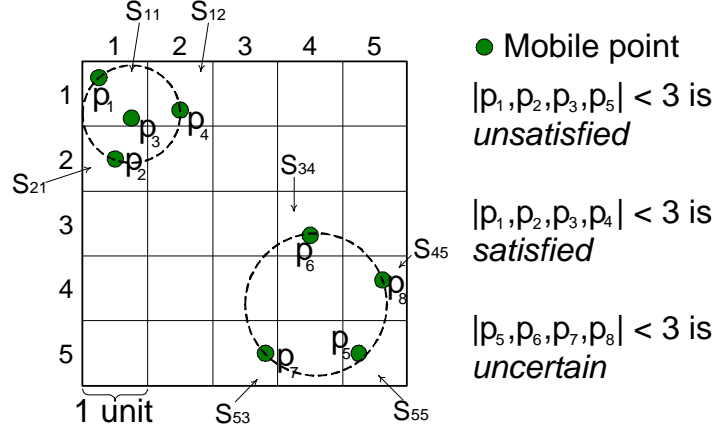 S11 S12
1 2 3 4 5
Mobile point
1
p1
p3
p4
|p1,p2,p3,p5| < 3 is
unsatisfied
2
p2
S21
S34
3
|p1,p2,p3,p4| < 3 is
satisfied
p6
S45
4
p8
|p5,p6,p7,p8| < 3 is
uncertain
5
p7
p5
1 unit
S53
S55